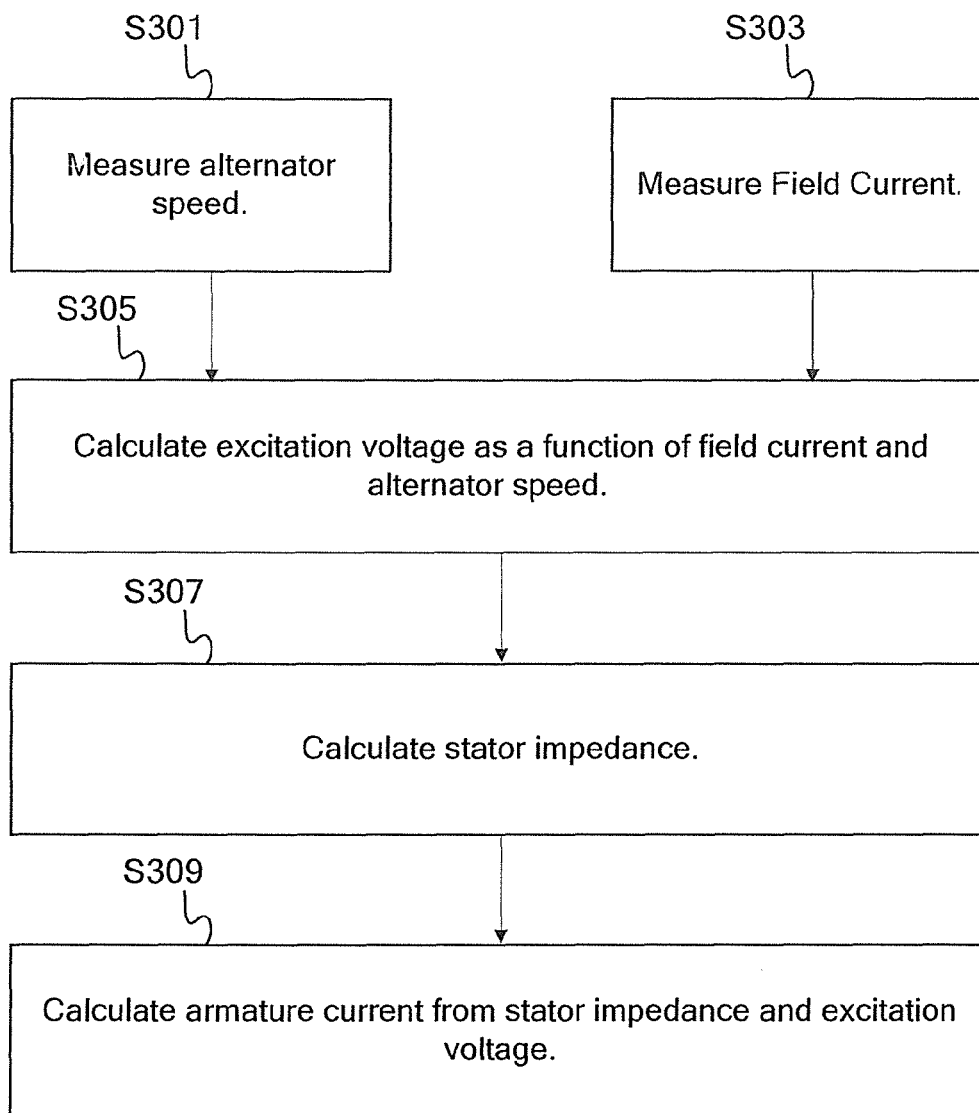 S301
S303
Measure alternator
speed.
Measure Field Current.
S305
Calculate excitation voltage as a function of field current and
alternator speed.
S307
Calculate stator impedance.
S309
Calculate armature current from stator impedance and excitation
voltage.